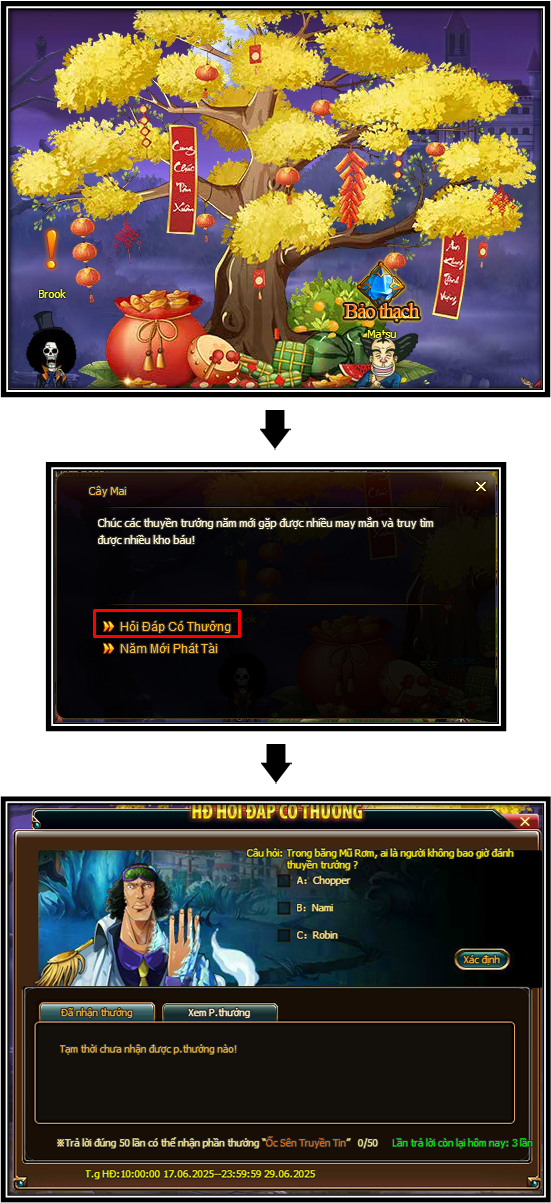 Cung
Chúc
Tân
Xuân
An
Khang
Thịnh
Vượng
Brook
Bảo thạch
Matsu
Cây Mai
Chúc các thuyền trưởng năm mới gặp được nhiều may mắn và truy tìm
được nhiều kho báu!
Hỏi Đáp Có Thưởng
Năm Mới Phát Tài
HĐ HỎI ĐÁP CÓ THƯỞNG
Câu hỏi: Trong băng Mũ Rơm, ai là người không bao giờ đánh
thuyền trưởng ?
A: Chopper
B: Nami
C: Robin
Xác định
Đã nhận thưởng
Xem P.thưởng
Tạm thời chưa nhận được p.thưởng nào!
※Trả lời đúng 50 lần có thể nhận phần thưởng "Ốc Sên Truyền Tin" 0/50 Lần trả lời còn lại hôm nay: 3 lần
T.g HĐ:10:00:00 17.06.2025--23:59:59 29.06.2025